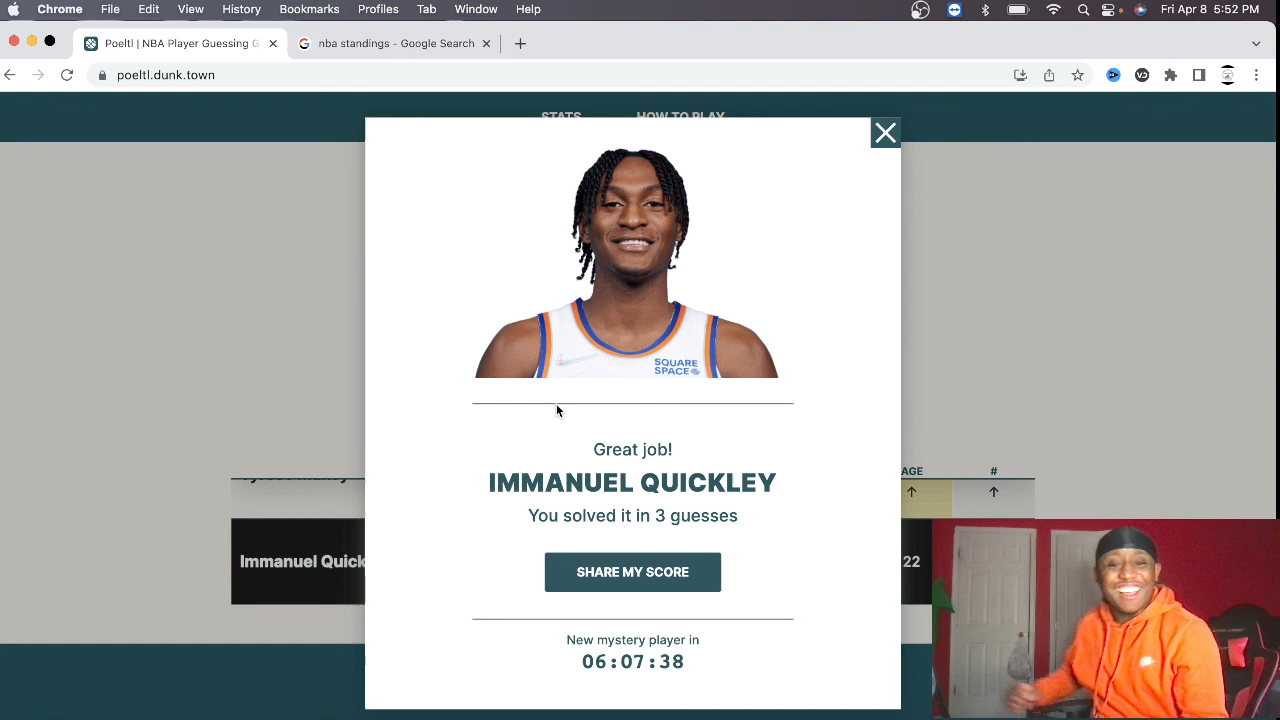 Chrome File Edit View History Bookmarks Profiles Tab Window Help Fri Apr 8 5:52 PM
Poeltl | NBA Player Guessing G
nba standings - Google Search
poeltl.dunk.town
STATS HOW TO PLAY
SQUARE
SPACE
Great job!
AGE #
IMMANUEL QUICKLEY
You solved it in 3 guesses
Immanuel Quick 22
SHARE MY SCORE
New mystery player in
06:07:38